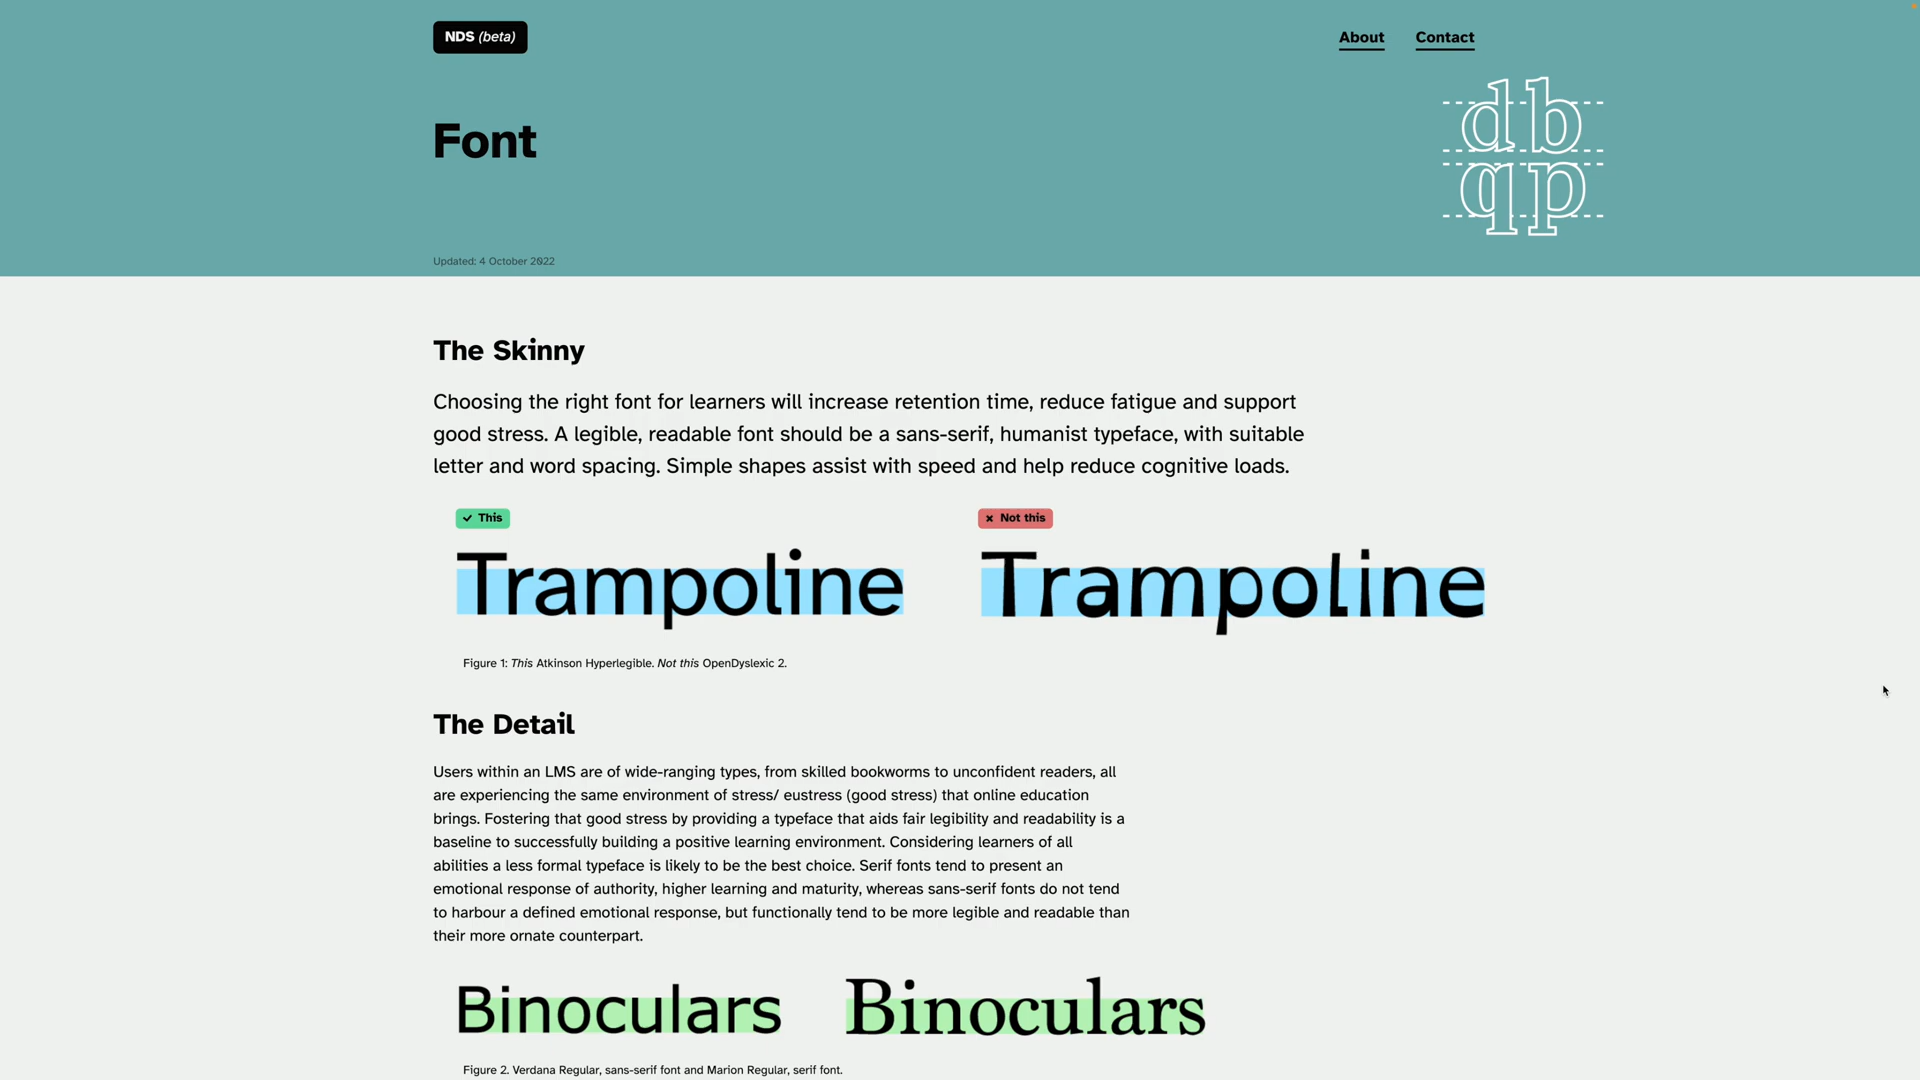 NDS (beta)
About Contact
d b
q p
Font
Updated: 4 October 2022
The Skinny
Choosing the right font for learners will increase retention time, reduce fatigue and support
good stress. A legible, readable font should be a sans-serif, humanist typeface, with suitable
letter and word spacing. Simple shapes assist with speed and help reduce cognitive loads.
This
Trampoline
Not this
Trampoline
Figure 1: This Atkinson Hyperlegible. Not this OpenDyslexic 2.
The Detail
Users within an LMS are of wide-ranging types, from skilled bookworms to unconfident readers, all
are experiencing the same environment of stress/ eustress (good stress) that online education
brings. Fostering that good stress by providing a typeface that aids fair legibility and readability is a
baseline to successfully building a positive learning environment. Considering learners of all
abilities a less formal typeface is likely to be the best choice. Serif fonts tend to present an
emotional response of authority, higher learning and maturity, whereas sans-serif fonts do not tend
to harbour a defined emotional response, but functionally tend to be more legible and readable than
their more ornate counterpart.
Binoculars Binoculars
Figure 2. Verdana Regular, sans-serif font and Marion Regular, serif font.